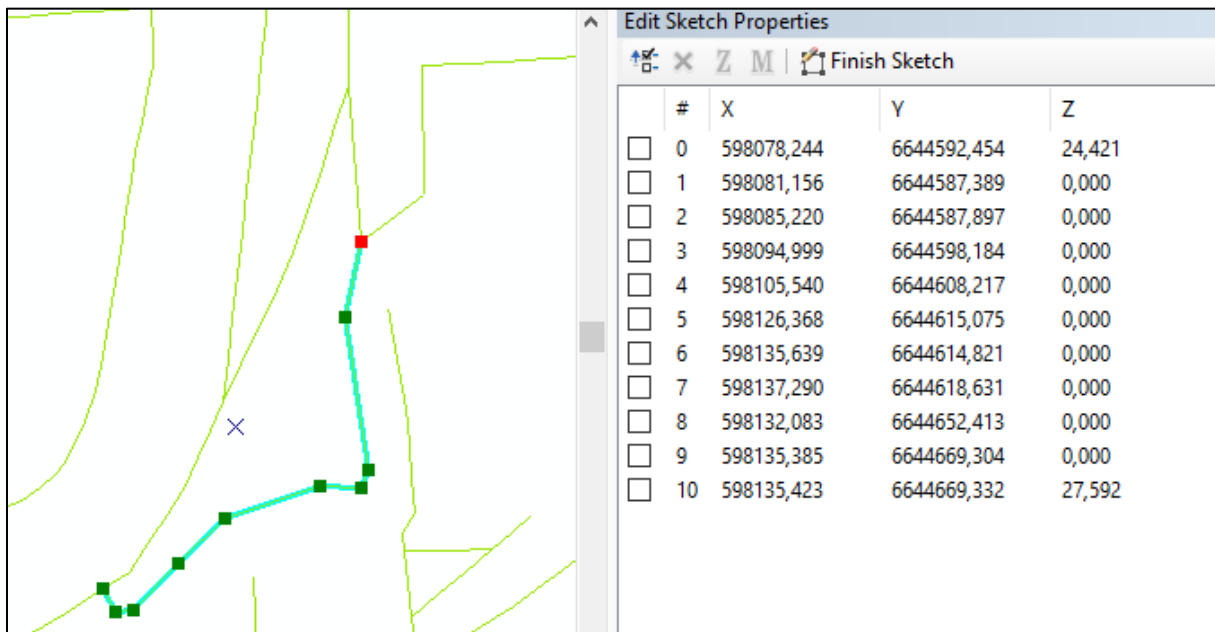 Edit Sketch Properties
Z M Finish Sketch
# X Y Z
0 598078,244 6644592,454 24,421
1 598081,156 6644587,389 0,000
2 598085,220 6644587,897 0,000
3 598094,999 6644598,184 0,000
4 598105,540 6644608,217 0,000
5 598126,368 6644615,075 0,000
6 598135,639 6644614,821 0,000
7 598137,290 6644618,631 0,000
8 598132,083 6644652,413 0,000
9 598135,385 6644669,304 0,000
10 598135,423 6644669,332 27,592